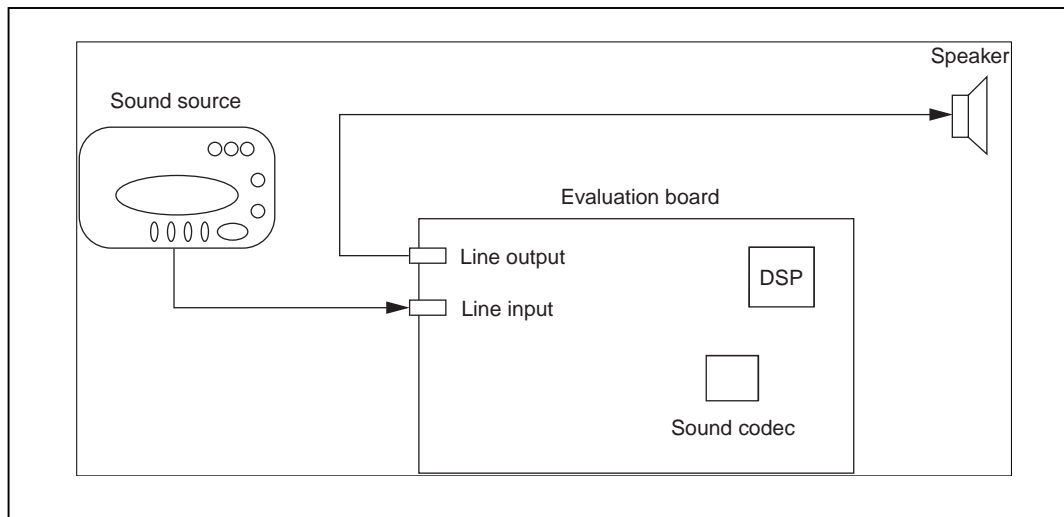 Speaker
Sound source
Evaluation board
Line output
DSP
Line input
Sound codec